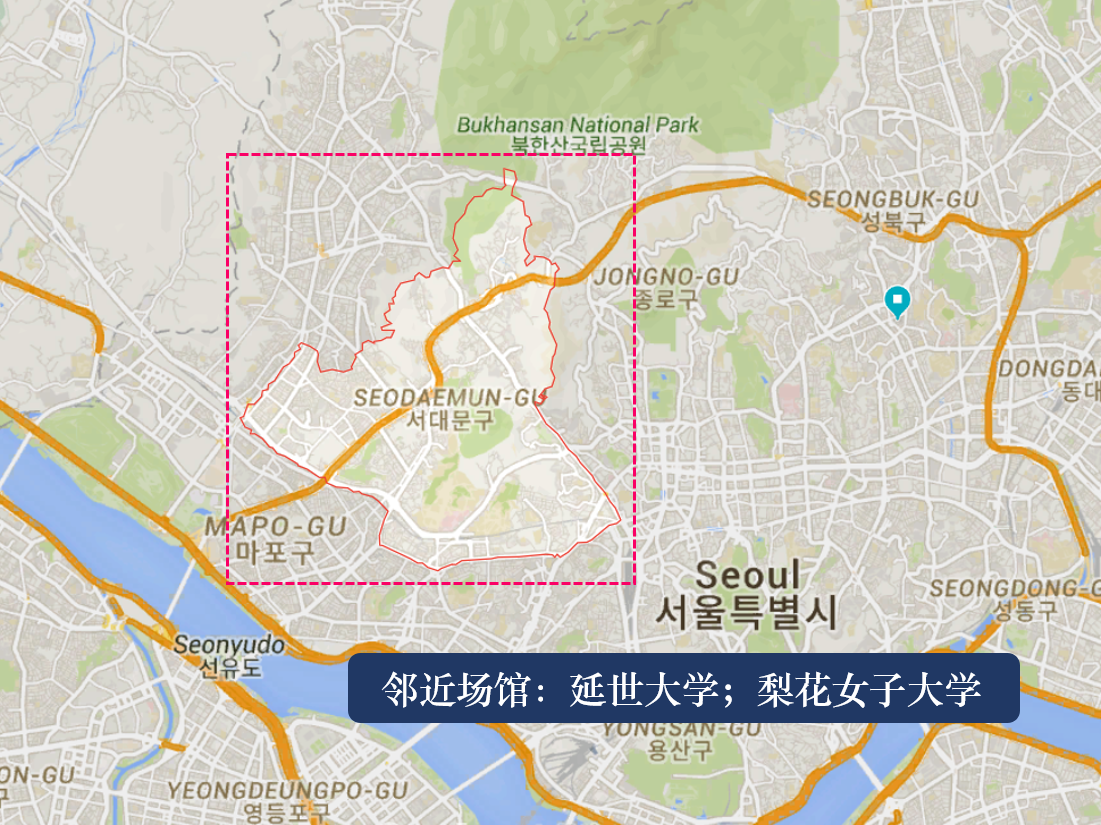 Bukhansan National Park
북한산국립공원
SEONGBUK-GU
성북구
JONGNO-GU
종로구
DONGDA
동대
SEODAEMUN-GU
서대문구
MAPO-GU
마포구
Seoul
서울특별시
SEONGDONG-G
성동구
Seonyudo
선유도
邻近场馆：延世大学；梨花女子大学
YONGSAN-GU
용산구
ON-GU
구
YEONGDEUNGPO-GU
영등포구